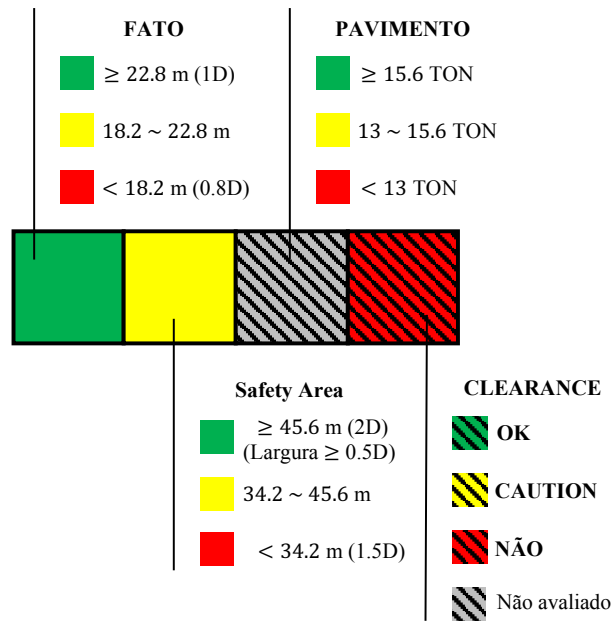 FATO
≥ 22.8 m (1D)
18.2 ~ 22.8 m
< 18.2 m (0.8D)
PAVIMENTO
≥ 15.6 TON
13 ~ 15.6 TON
< 13 TON
Safety Area
≥ 45.6 m (2D)
(Largura ≥ 0.5D)
34.2 ~ 45.6 m
< 34.2 m (1.5D)
CLEARANCE
OK
CAUTION
NÃO
Não avaliado